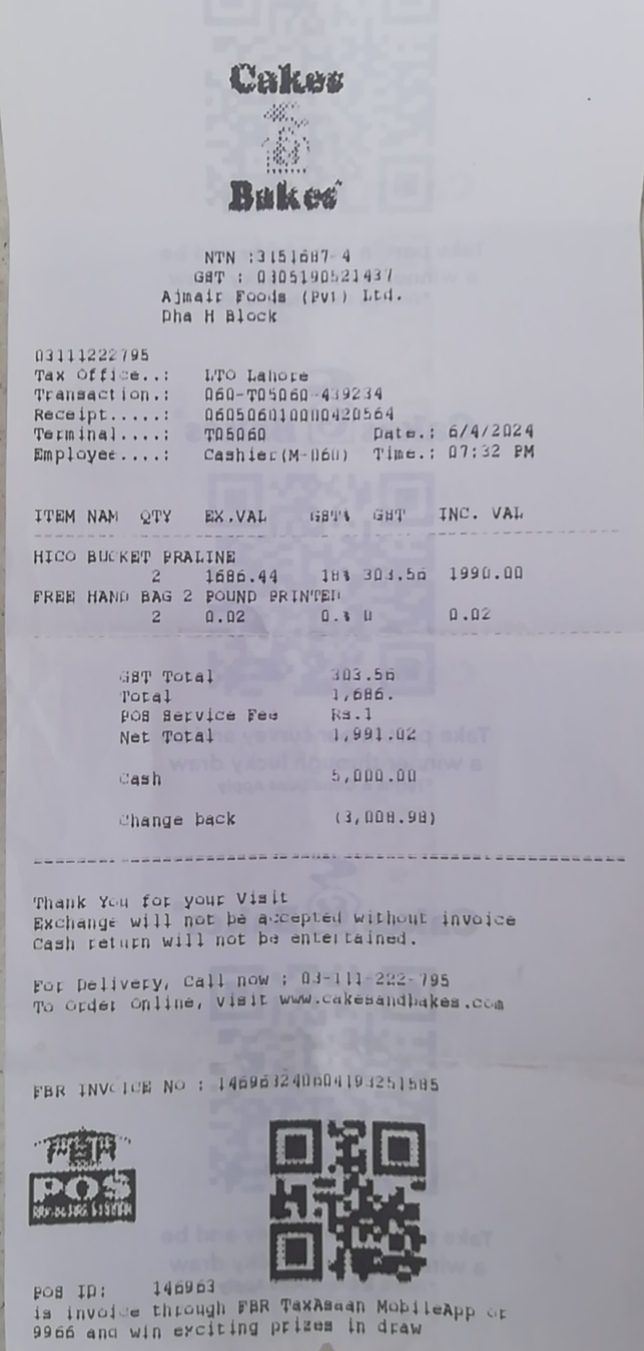 Cakes
Bakes
NTN :3151687-4
GST : 0305190521437
Ajmair Foods (Pvt) Ltd.
Dha H Block
03111222795
Tax Office..: LTO Lahore
Transaction.: 060-T05060-439234
Receipt.....: 0605060100000420564
Terminal....: T05060 Date.: 6/4/2024
Employee....: Cashier(M-060) Time.: 07:32 PM
ITEM NAM QTY EX.VAL GST% GST INC. VAL
HICO BUCKET PRALINE
2 1686.44 18% 303.56 1990.00
FREE HAND BAG 2 POUND PRINTED
2 0.02 0.% 0 0.02
GST Total 303.56
Total 1,686.
POS Service Fee Rs.1
Net Total 1,991.02
Cash 5,000.00
Change back (3,008.98)
Thank You for your Visit
Exchange will not be accepted without invoice
Cash return will not be entertained.
For Delivery, Call now : 03-111-222-795
To Order Online, visit www.cakesandbakes.com
FBR INVOICE NO :
FBR
POS
POS ID: 146963
is invoice through FBR TaxAsaan MobileApp or
9966 and win exciting prizes in draw